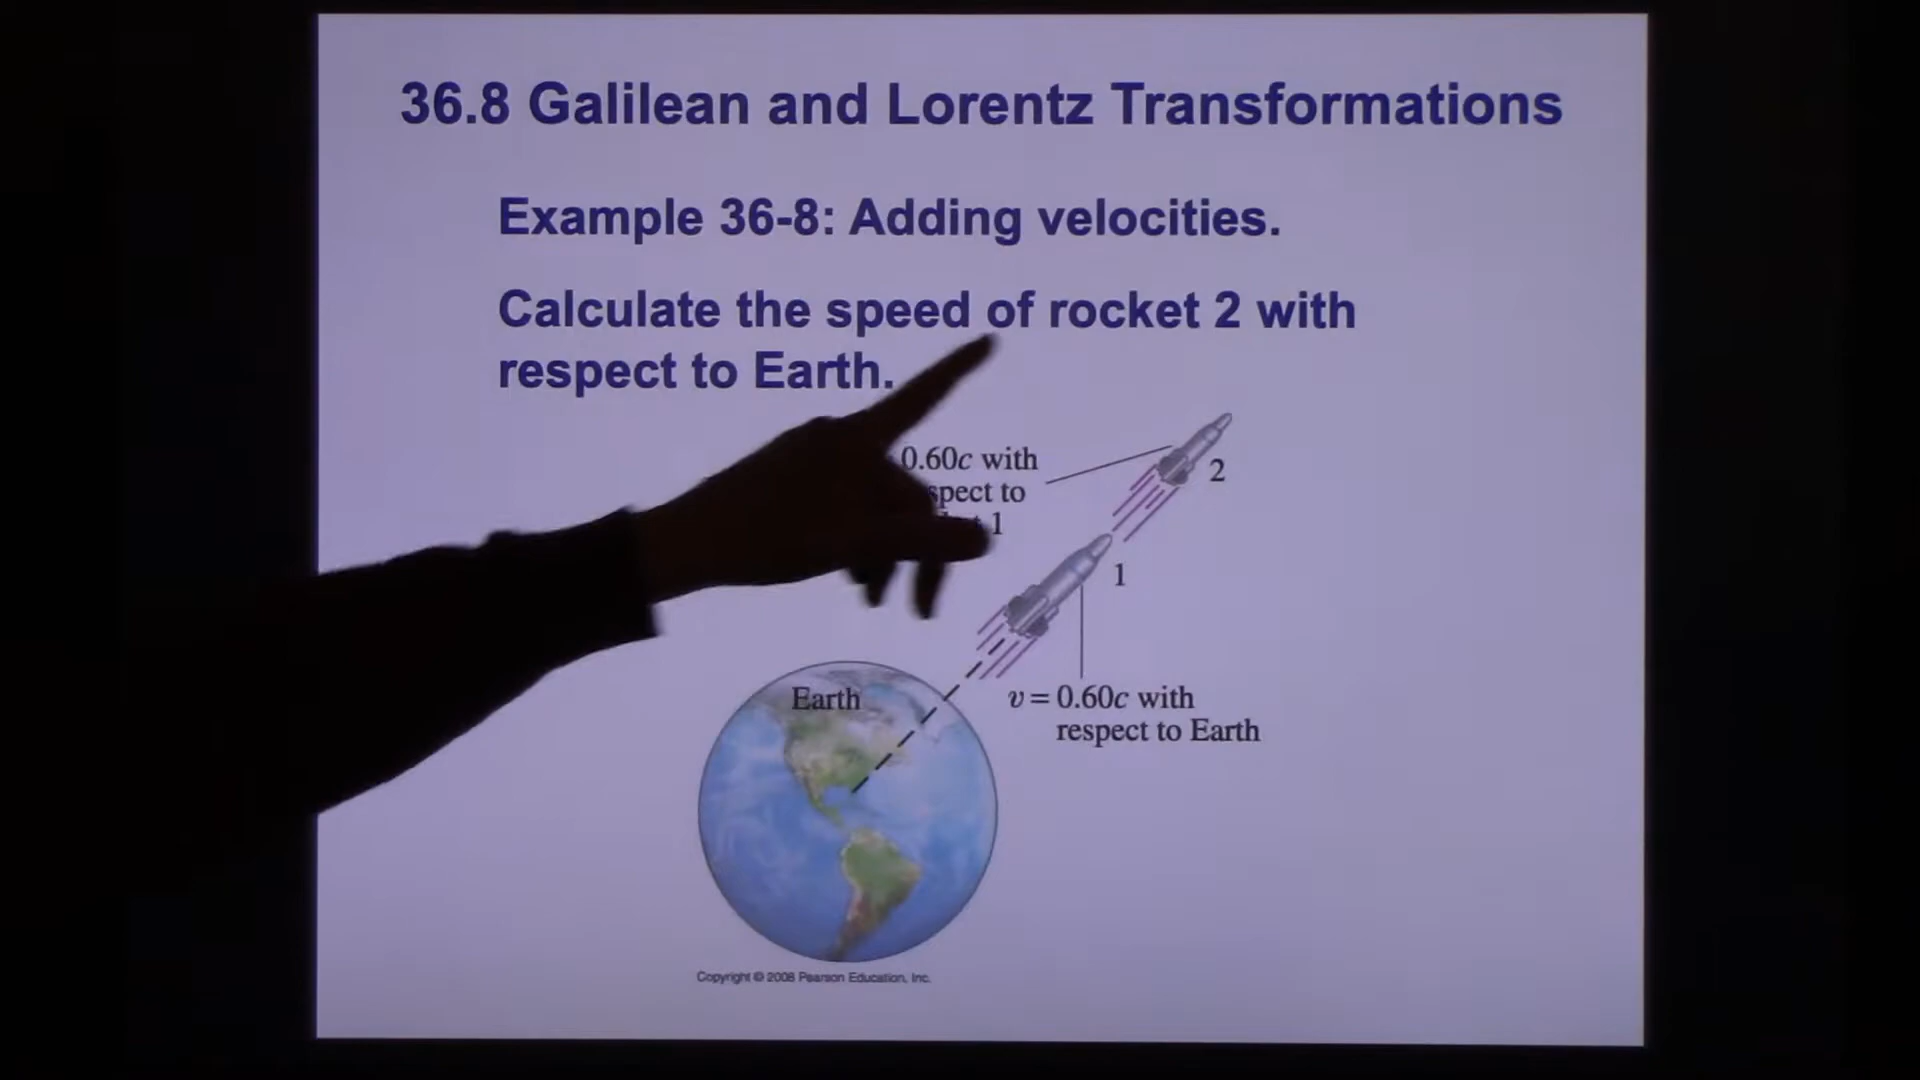 36.8 Galilean and Lorentz Transformations
Example 36-8: Adding velocities.
Calculate the speed of rocket 2 with
respect to Earth.
0.60c with
to
1
2
1
Earth
v = 0.60c with
respect to Earth
Copyright © 2008 Pearson Education, Inc.